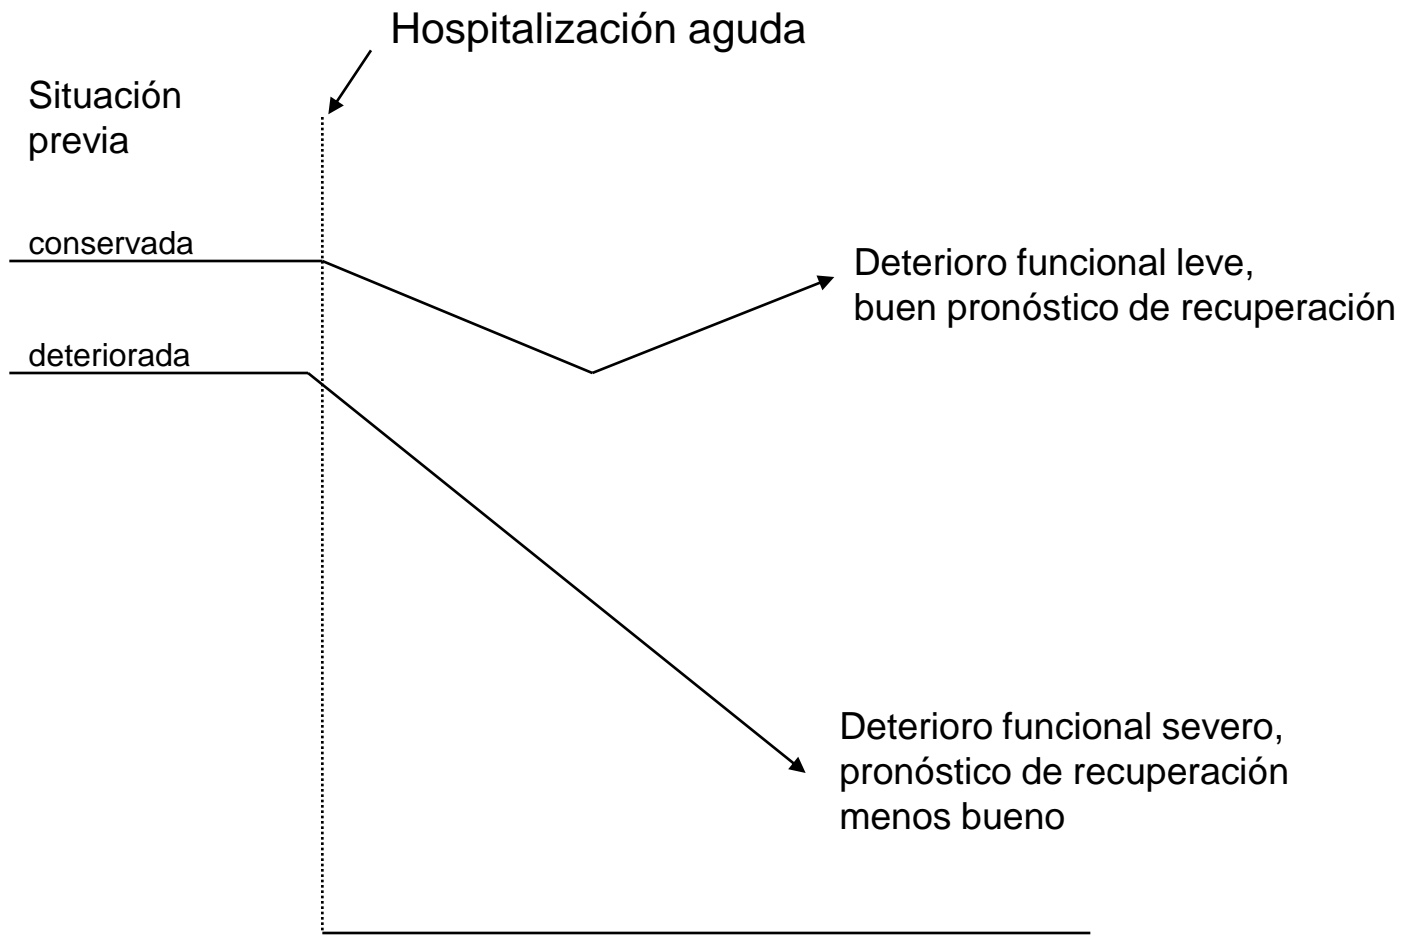 Hospitalización aguda
Situación
previa
conservada
deteriorada
Deterioro funcional leve,
buen pronóstico de recuperación
Deterioro funcional severo,
pronóstico de recuperación
menos bueno